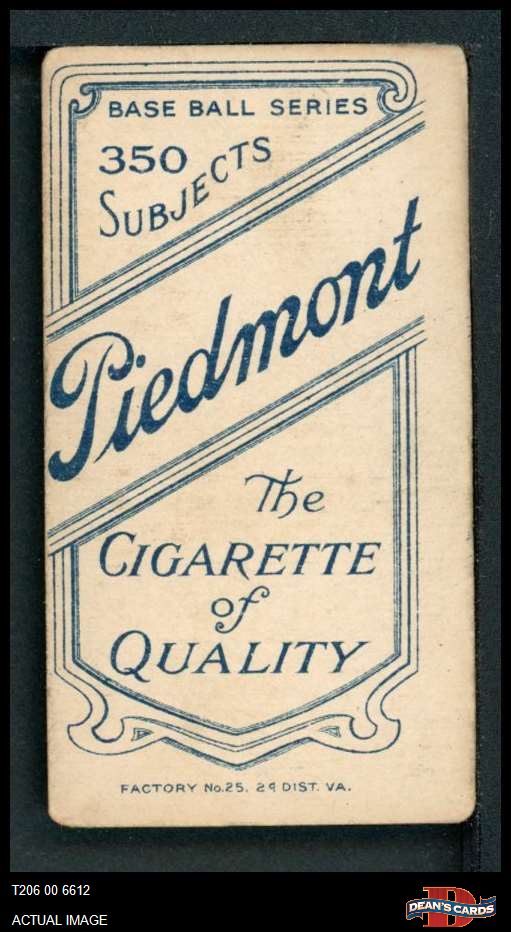 BASE BALL SERIES
350
SUBJECTS
Piedmont
The
CIGARETTE
of
QUALITY
FACTORY No. 25. 2d DIST. VA.
T206 00 6612
ACTUAL IMAGE
D
DEAN'S CARDS